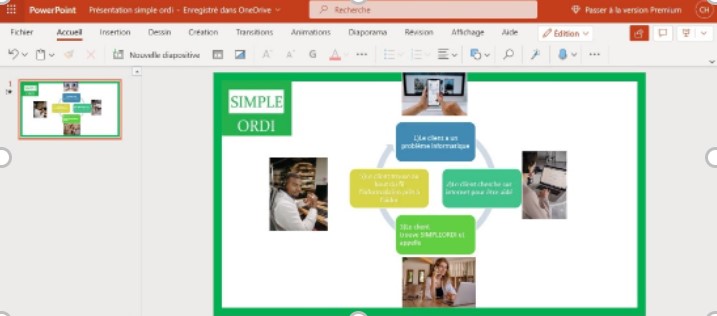 PowerPoint Présentation simple ordi - Enregistré dans OneDrive
Recherche
Passer à la version Premium
CH
Fichier Accueil Insertion Dessin Création Transitions Animations Diaporama Révision Affichage Aide Édition
Nouvelle diapositive
G A
1
SIMPLE
ORDI
1)Le client a un
problème informatique
2)Le client cherche sur
internet pour être aidé
3)Le client
trouve SIMPLEORDI et
appelle